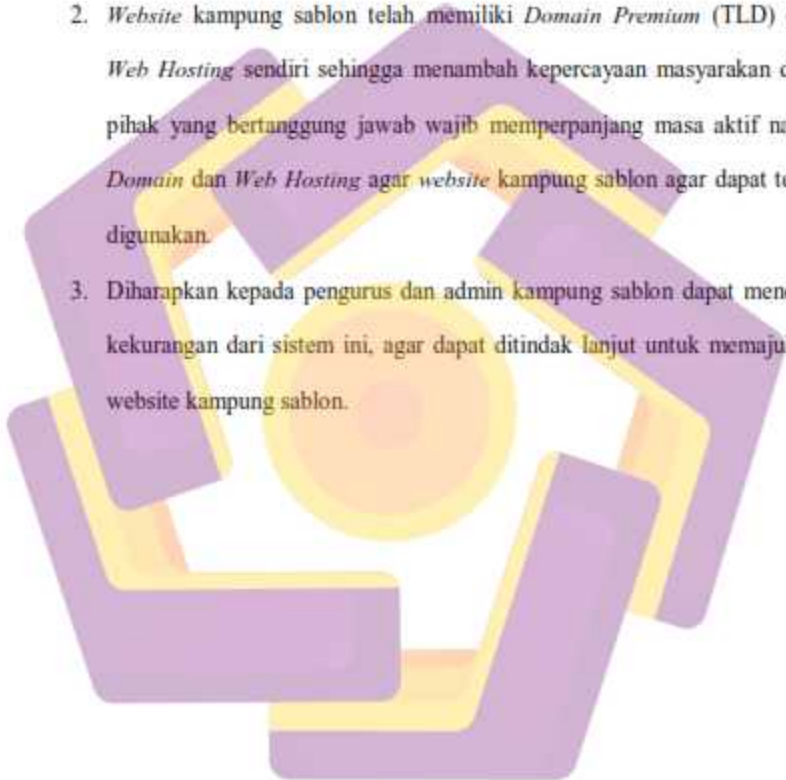 2. Website kampung sablon telah memiliki Domain Premium (TLD)
Web Hosting sendiri sehingga menambah kepercayaan masyarakan
pihak yang bertanggung jawab wajib memperpanjang masa aktif
Domain dan Web Hosting agar website kampung sablon agar dapat
digunakan.
3. Diharapkan kepada pengurus dan admin kampung sablon dapat
kekurangan dari sistem ini, agar dapat ditindak lanjut untuk
website kampung sablon.